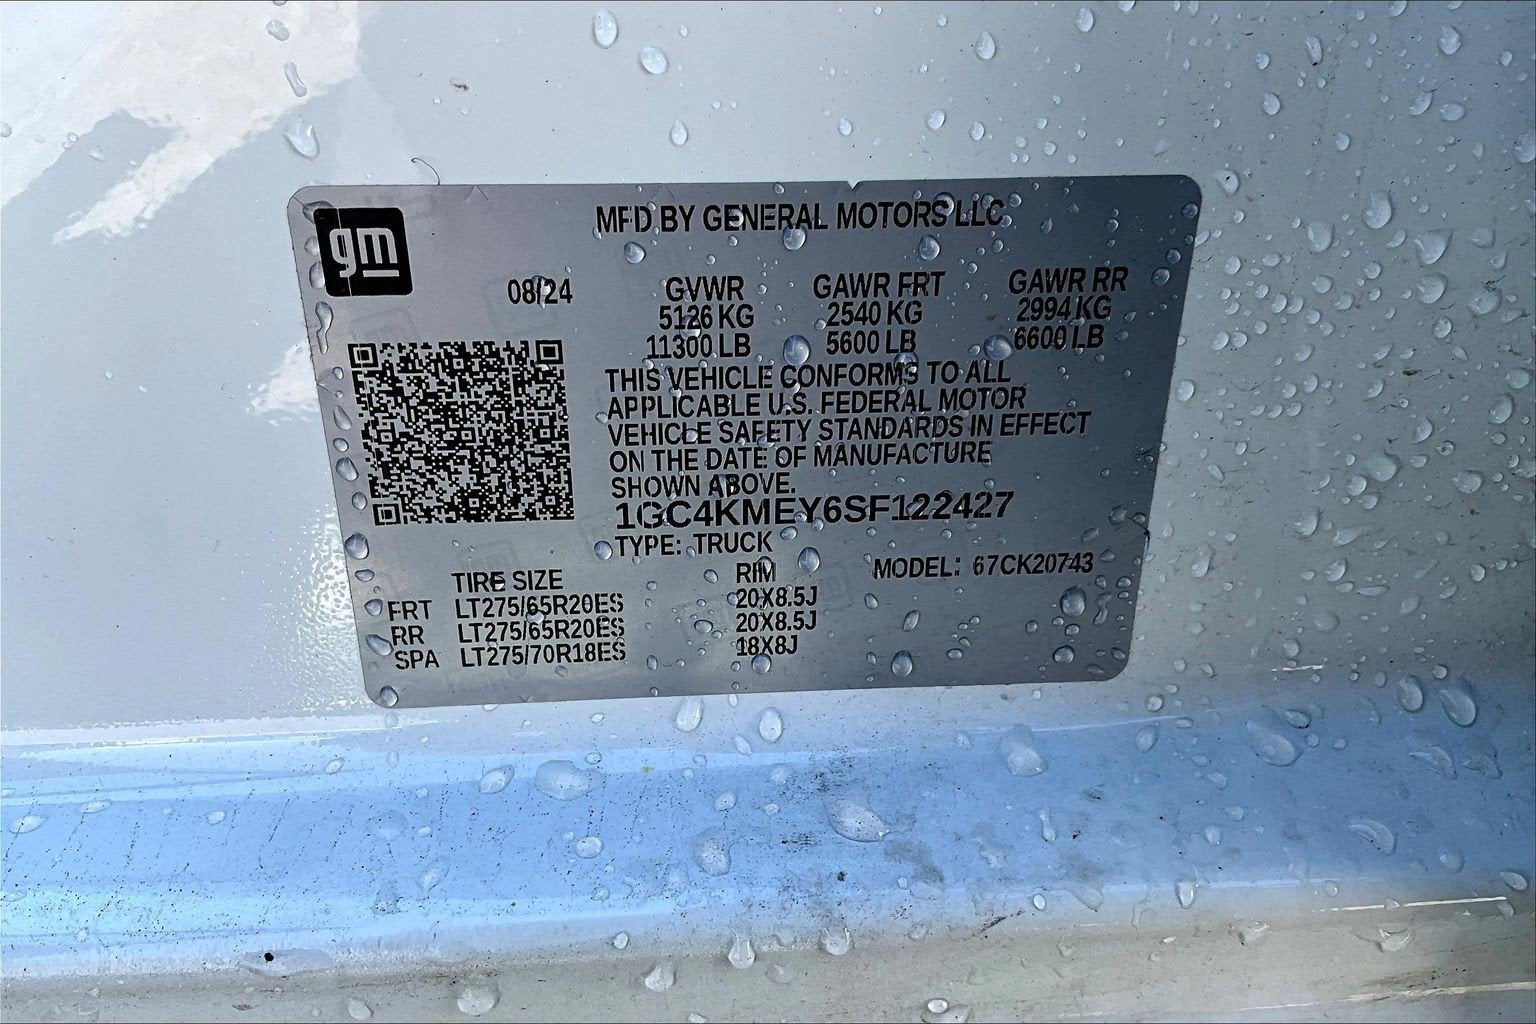 gm
MFD BY GENERAL MOTORS LLC
08/24 GVWR GAWR FRT GAWR RR
5126 KG 2540 KG 2994 KG
11300 LB 5600 LB 6600 LB
THIS VEHICLE CONFORMS TO ALL
APPLICABLE U.S. FEDERAL MOTOR
VEHICLE SAFETY STANDARDS IN EFFECT
ON THE DATE OF MANUFACTURE
SHOWN ABOVE.
1GC4KMEY6SF122427
TYPE: TRUCK
MODEL: 67CK20743
TIRE SIZE RIM
FRT LT275/65R20ES 20X8.5J
RR LT275/65R20ES 20X8.5J
SPA LT275/70R18ES 18X8J